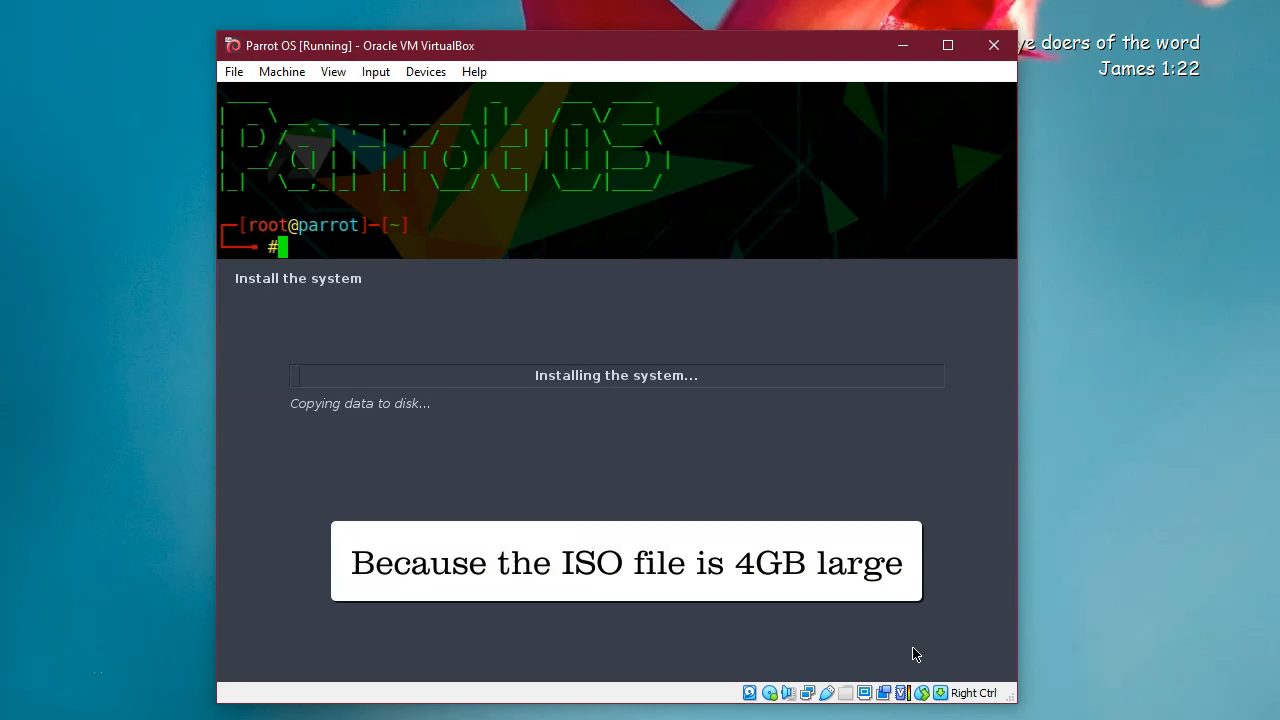 Parrot OS [Running] - Oracle VM VirtualBox
ye doers of the word
James 1:22
File Machine View Input Devices Help
Parrot OS
┌─[root@parrot]─[~]
└──╼ #
Install the system
Installing the system...
Copying data to disk...
Because the ISO file is 4GB large
Right Ctrl